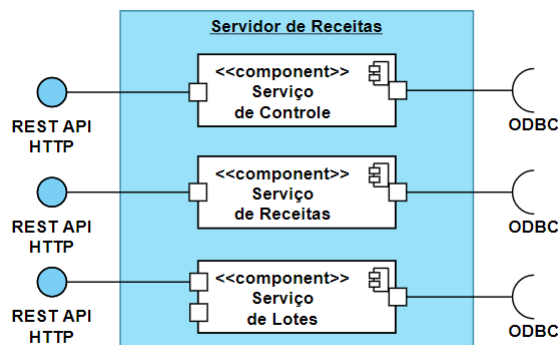 Servidor de Receitas
<<component>>
Serviço
de Controle
REST API
HTTP
ODBC
<<component>>
Serviço
de Receitas
REST API
HTTP
ODBC
<<component>>
Serviço
de Lotes
REST API
HTTP
ODBC